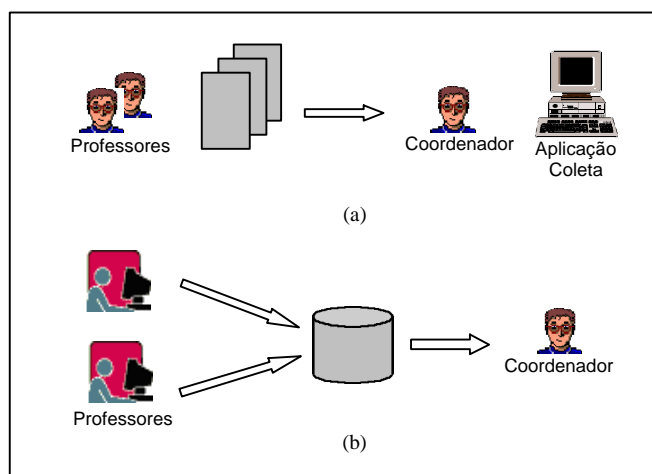 Professores
Coordenador
Aplicação
Coleta
(a)
Professores
Coordenador
(b)